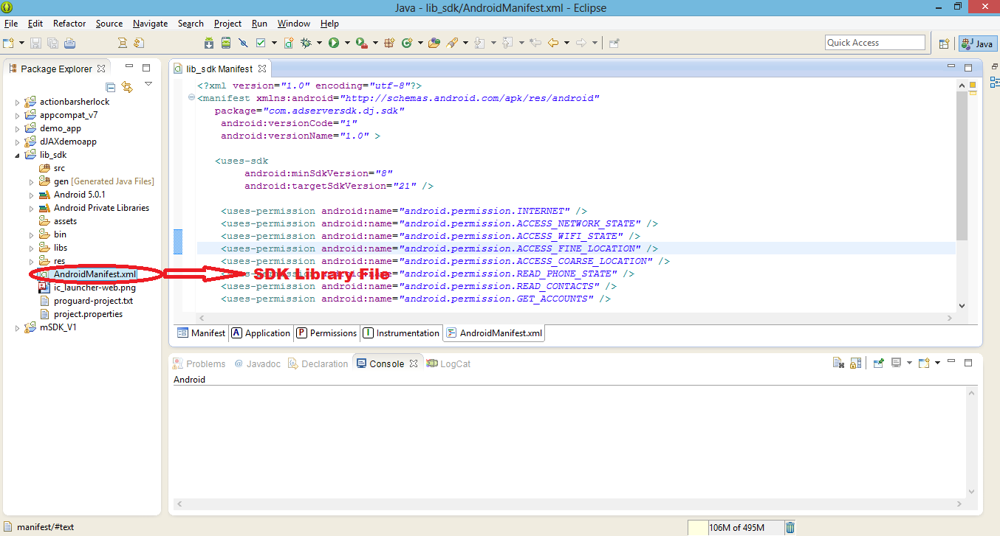 Java - lib_sdk/AndroidManifest.xml - Eclipse
File Edit Refactor Source Navigate Search Project Run Window Help
Quick Access
Java
Package Explorer
actionbarsherlock
appcompat_v7
demo_app
dJAXdemoapp
lib_sdk
src
gen [Generated Java Files]
Android 5.0.1
Android Private Libraries
assets
bin
libs
res
AndroidManifest.xml
ic_launcher-web.png
proguard-project.txt
project.properties
mSDK_V1
SDK Library File
lib_sdk Manifest
<?xml version="1.0" encoding="utf-8"?>
<manifest xmlns:android="http://schemas.android.com/apk/res/android"
package="com.adserversdk.dj.sdk"
android:versionCode="1"
android:versionName="1.0" >
<uses-sdk
android:minSdkVersion="8"
android:targetSdkVersion="21" />
<uses-permission android:name="android.permission.INTERNET" />
<uses-permission android:name="android.permission.ACCESS_NETWORK_STATE" />
<uses-permission android:name="android.permission.ACCESS_WIFI_STATE" />
<uses-permission android:name="android.permission.ACCESS_FINE_LOCATION" />
<uses-permission android:name="android.permission.ACCESS_COARSE_LOCATION" />
<uses-permission android:name="android.permission.READ_PHONE_STATE" />
<uses-permission android:name="android.permission.READ_CONTACTS" />
<uses-permission android:name="android.permission.GET_ACCOUNTS" />
Manifest A Application P Permissions I Instrumentation AndroidManifest.xml
Problems @ Javadoc Declaration Console LogCat
Android
manifest/#text
106M of 495M